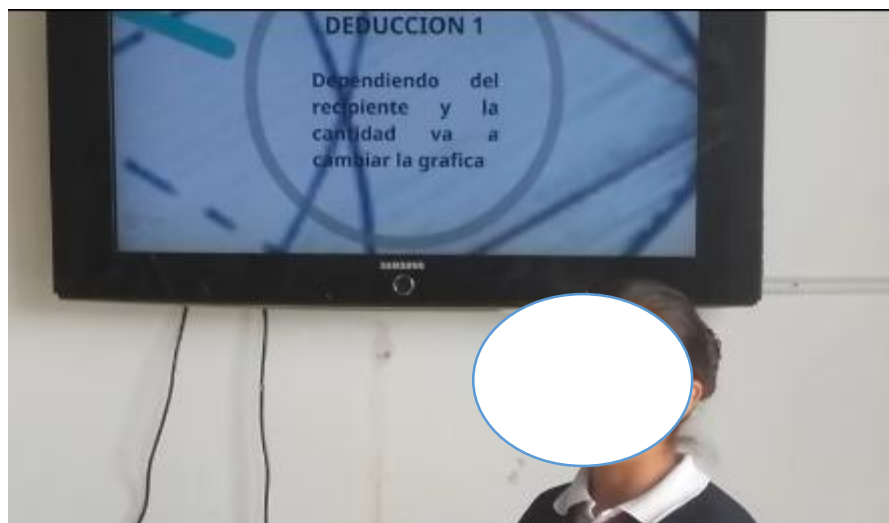 DEDUCCION 1
Dependiendo del
recipiente y la
cantidad va a
cambiar la grafica
SAMSUNG